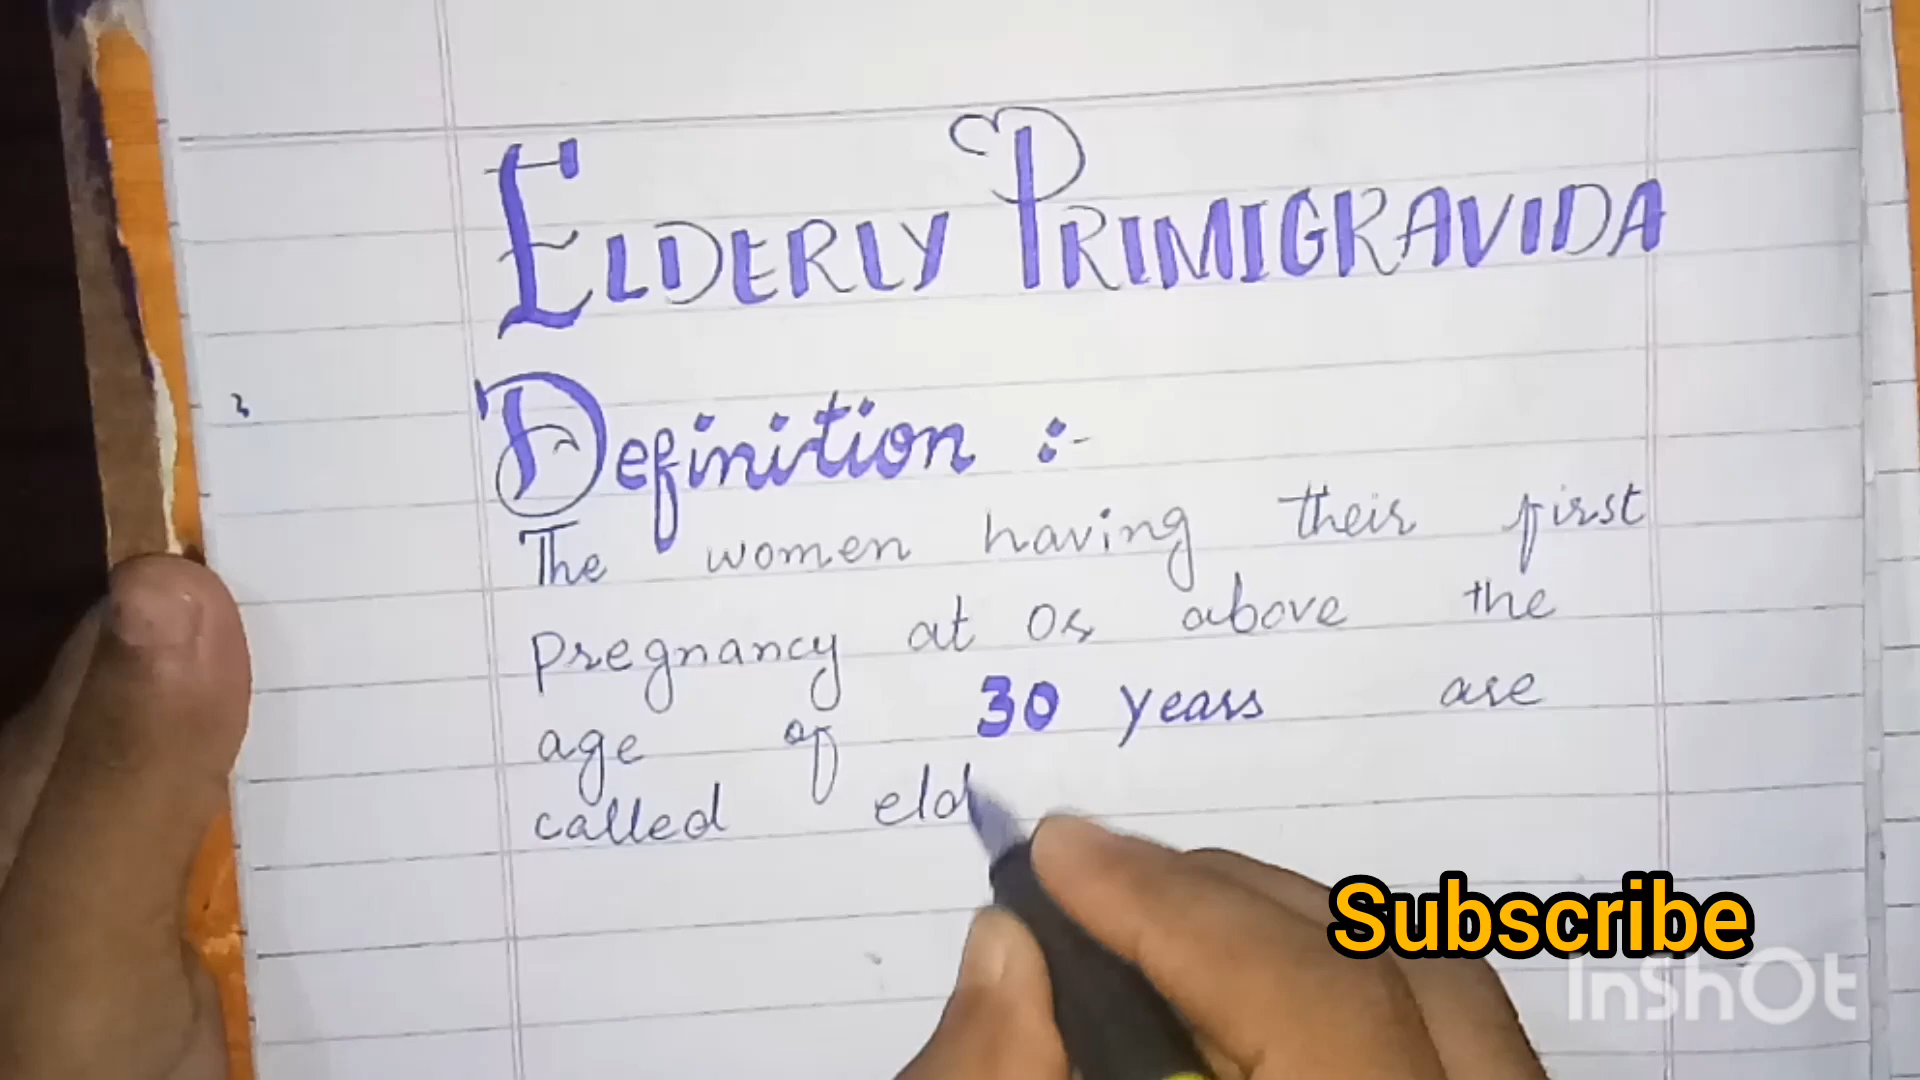 ELDERLY PRIMIGRAVIDA
Definition :-
The women having their first
pregnancy at or above the
age of 30 years are
called eld
Subscribe
InShOt